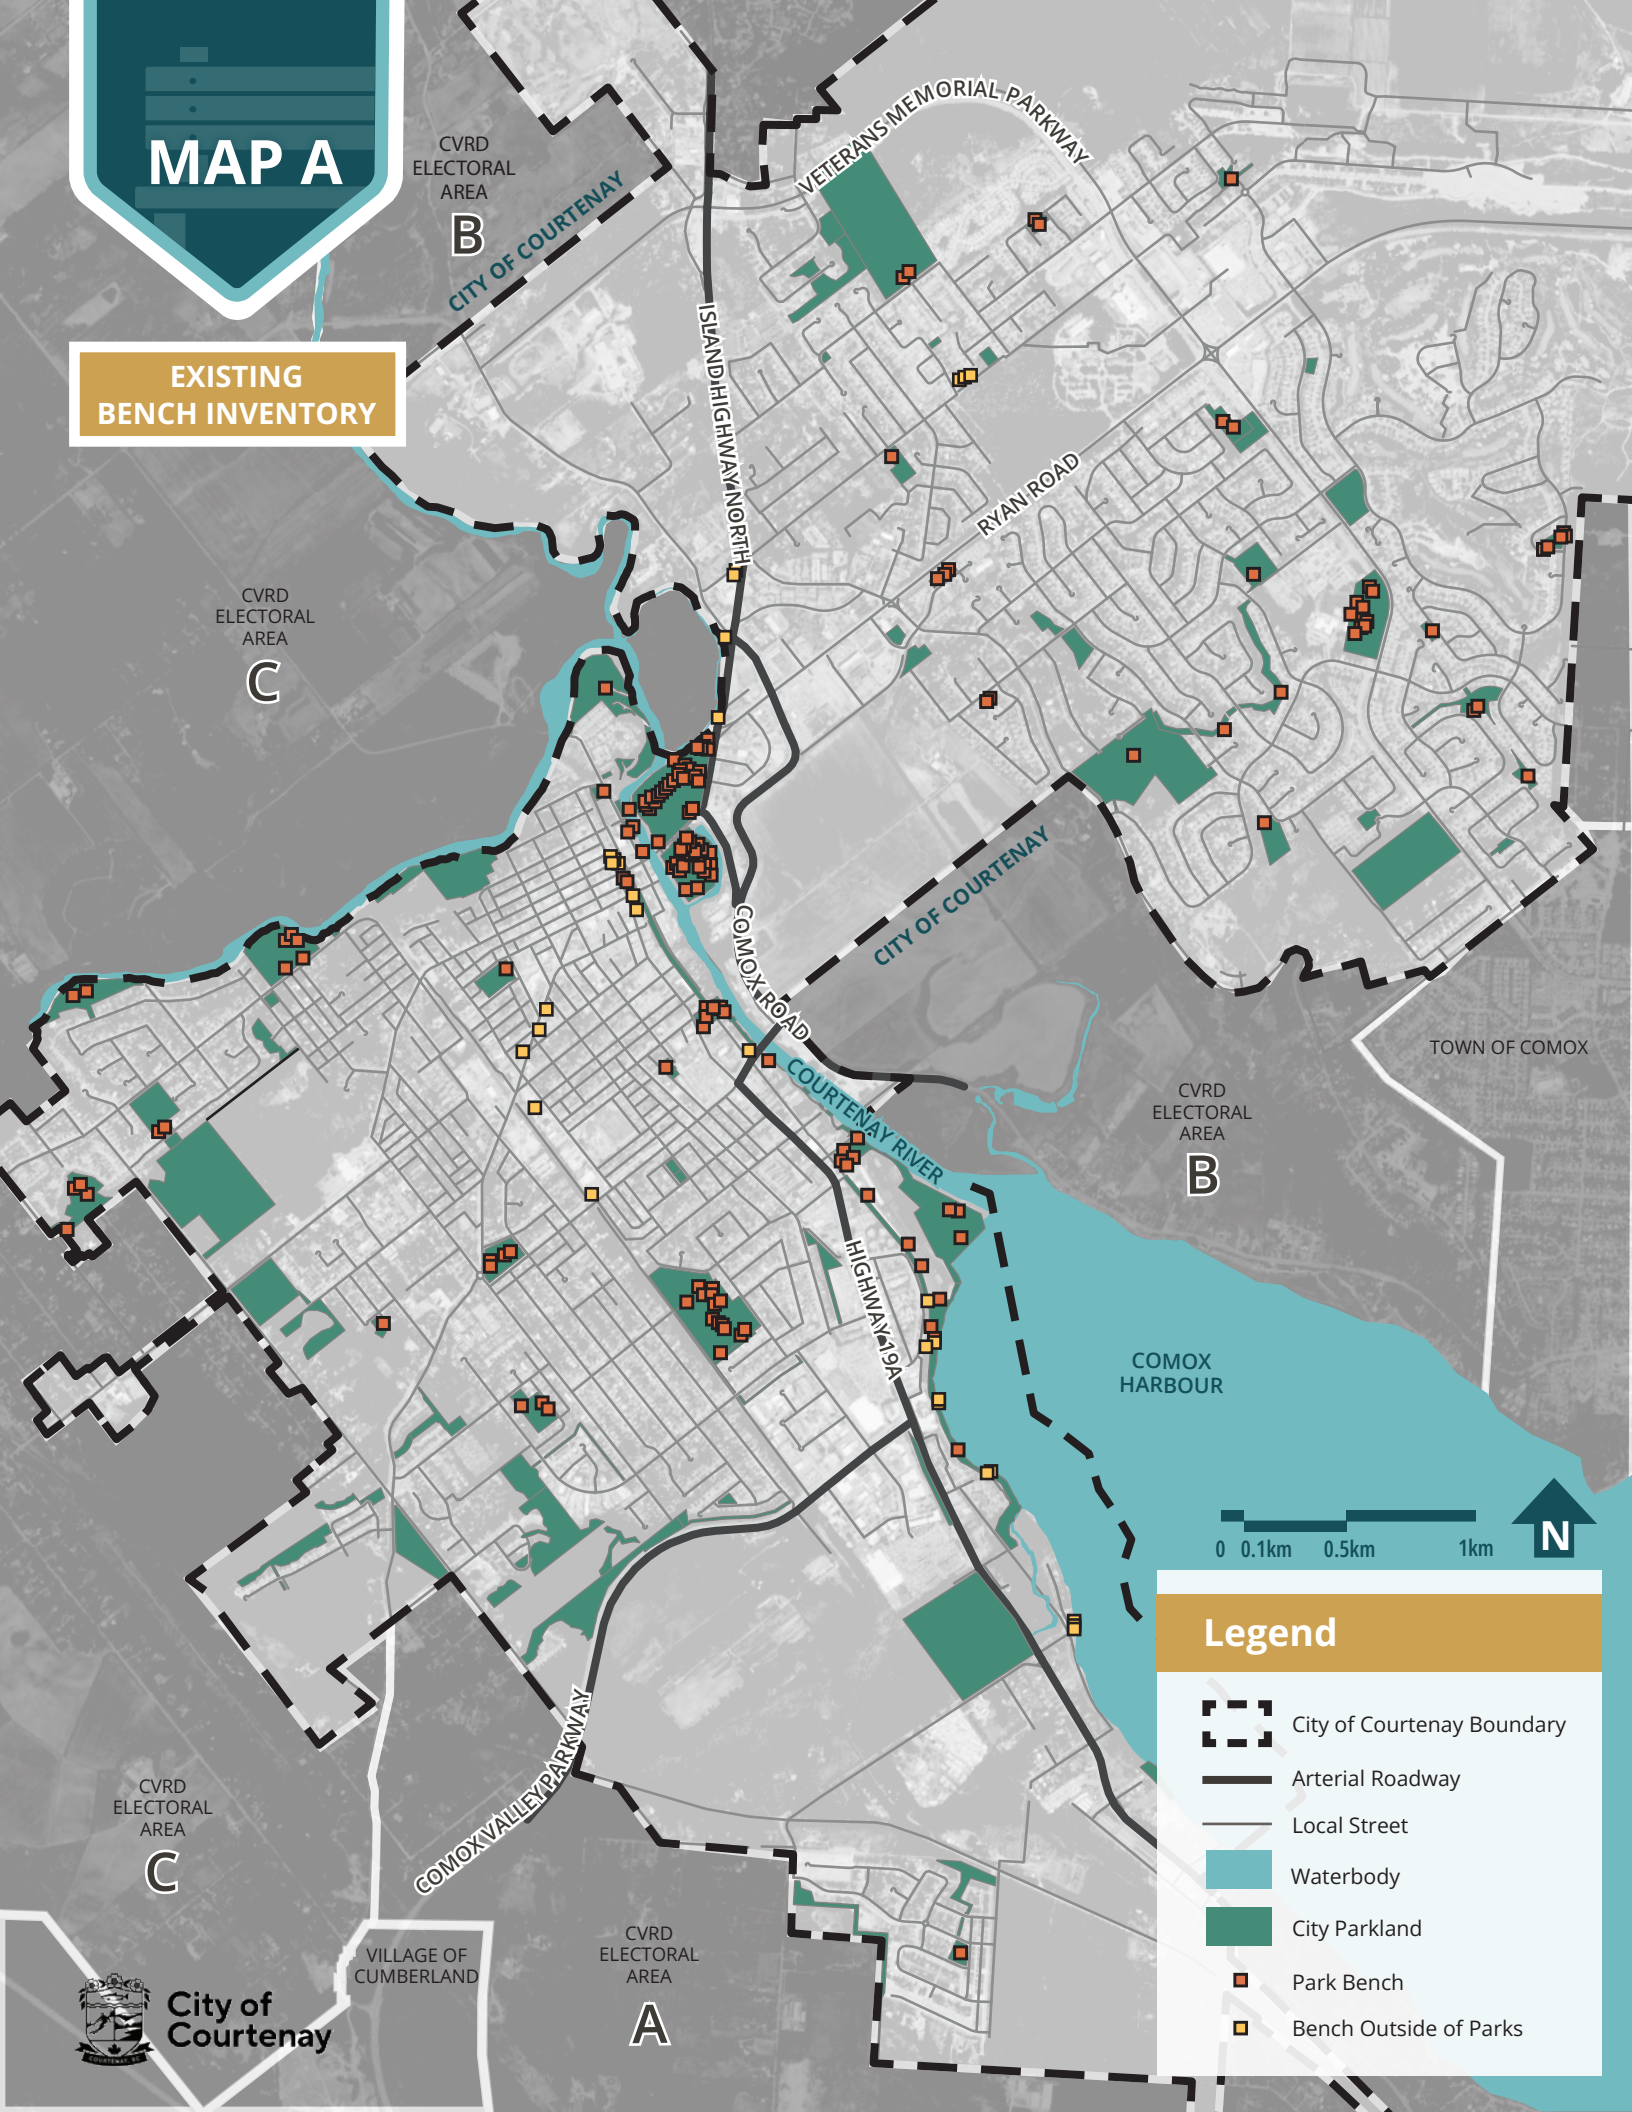 MAP A
EXISTING
BENCH INVENTORY
CVRD
ELECTORAL
AREA
B
CITY OF COURTENAY
VETERANS MEMORIAL PARKWAY
ISLAND HIGHWAY NORTH
RYAN ROAD
CVRD
ELECTORAL
AREA
C
CITY OF COURTENAY
COMOX ROAD
TOWN OF COMOX
COURTENAY RIVER
CVRD
ELECTORAL
AREA
B
HIGHWAY 19A
COMOX
HARBOUR
0 0.1km 0.5km 1km
N
COMOX VALLEY PARKWAY
CVRD
ELECTORAL
AREA
C
VILLAGE OF
CUMBERLAND
CVRD
ELECTORAL
AREA
A
City of
Courtenay
Legend
City of Courtenay Boundary
Arterial Roadway
Local Street
Waterbody
City Parkland
Park Bench
Bench Outside of Parks